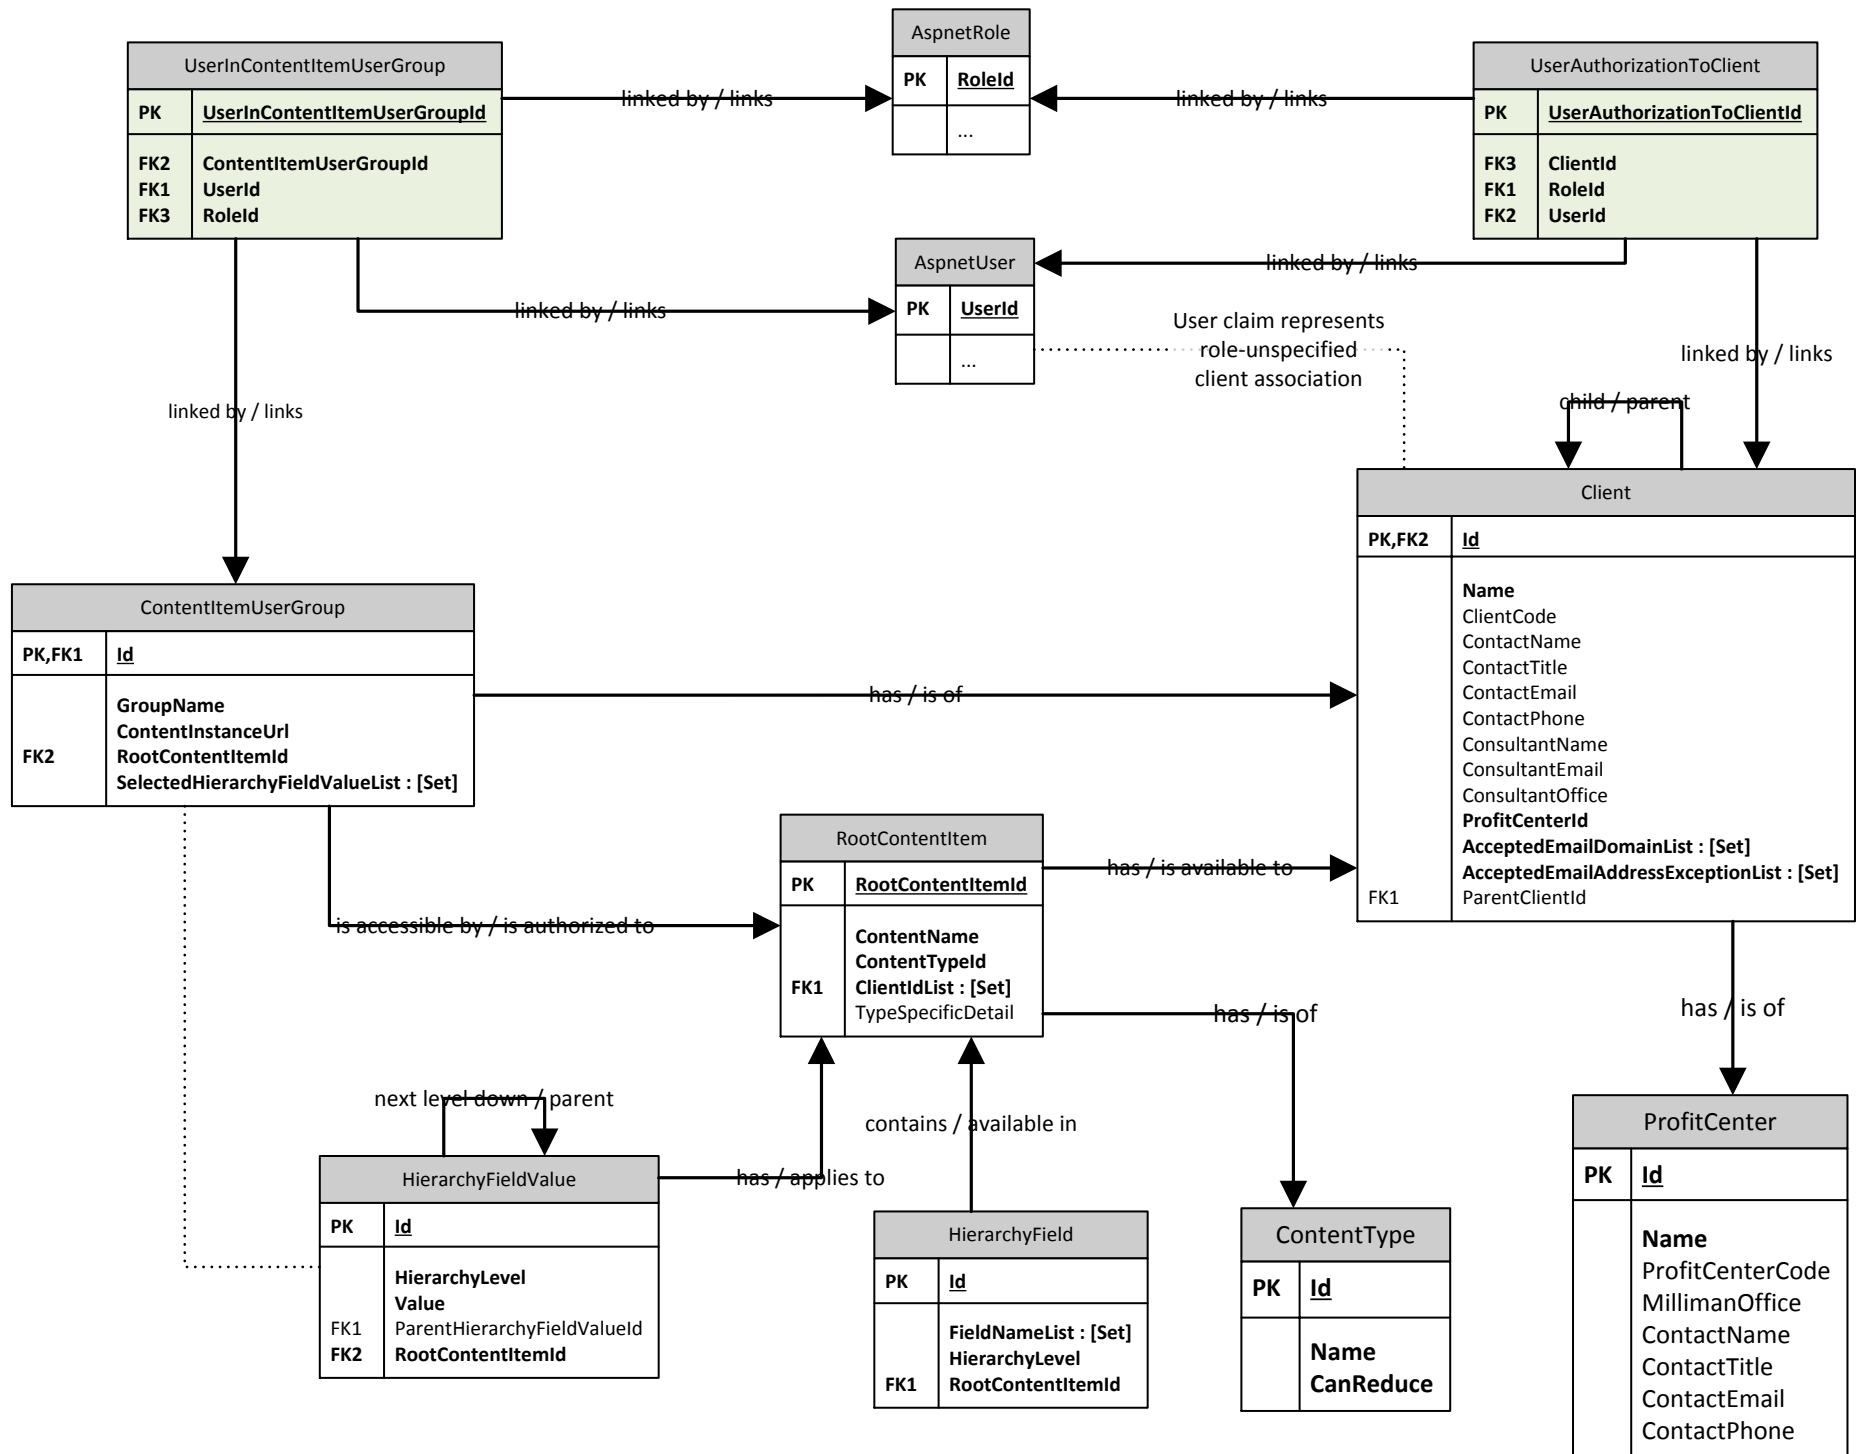 AspnetRole
PK RoleId
...
UserInContentItemUserGroup
PK UserInContentItemUserGroupId
FK2 ContentItemUserGroupId
FK1 UserId
FK3 RoleId
UserAuthorizationToClient
PK UserAuthorizationToClientId
FK3 ClientId
FK1 RoleId
FK2 UserId
linked by / links
linked by / links
AspnetUser
PK UserId
...
linked by / links
linked by / links
User claim represents
role-unspecified
client association
linked by / links
linked by / links
child / parent
Client
PK,FK2 Id
Name
ClientCode
ContactName
ContactTitle
ContactEmail
ContactPhone
ConsultantName
ConsultantEmail
ConsultantOffice
ProfitCenterId
AcceptedEmailDomainList : [Set]
AcceptedEmailAddressExceptionList : [Set]
FK1 ParentClientId
ContentItemUserGroup
PK,FK1 Id
GroupName
ContentInstanceUrl
FK2 RootContentItemId
SelectedHierarchyFieldValueList : [Set]
has / is of
RootContentItem
PK RootContentItemId
ContentName
ContentTypeId
FK1 ClientIdList : [Set]
TypeSpecificDetail
has / is available to
is accessible by / is authorized to
has / is of
has / is of
next level down / parent
contains / available in
has / applies to
HierarchyFieldValue
PK Id
HierarchyLevel
Value
FK1 ParentHierarchyFieldValueId
FK2 RootContentItemId
HierarchyField
PK Id
FieldNameList : [Set]
HierarchyLevel
FK1 RootContentItemId
ContentType
PK Id
Name
CanReduce
ProfitCenter
PK Id
Name
ProfitCenterCode
MillimanOffice
ContactName
ContactTitle
ContactEmail
ContactPhone